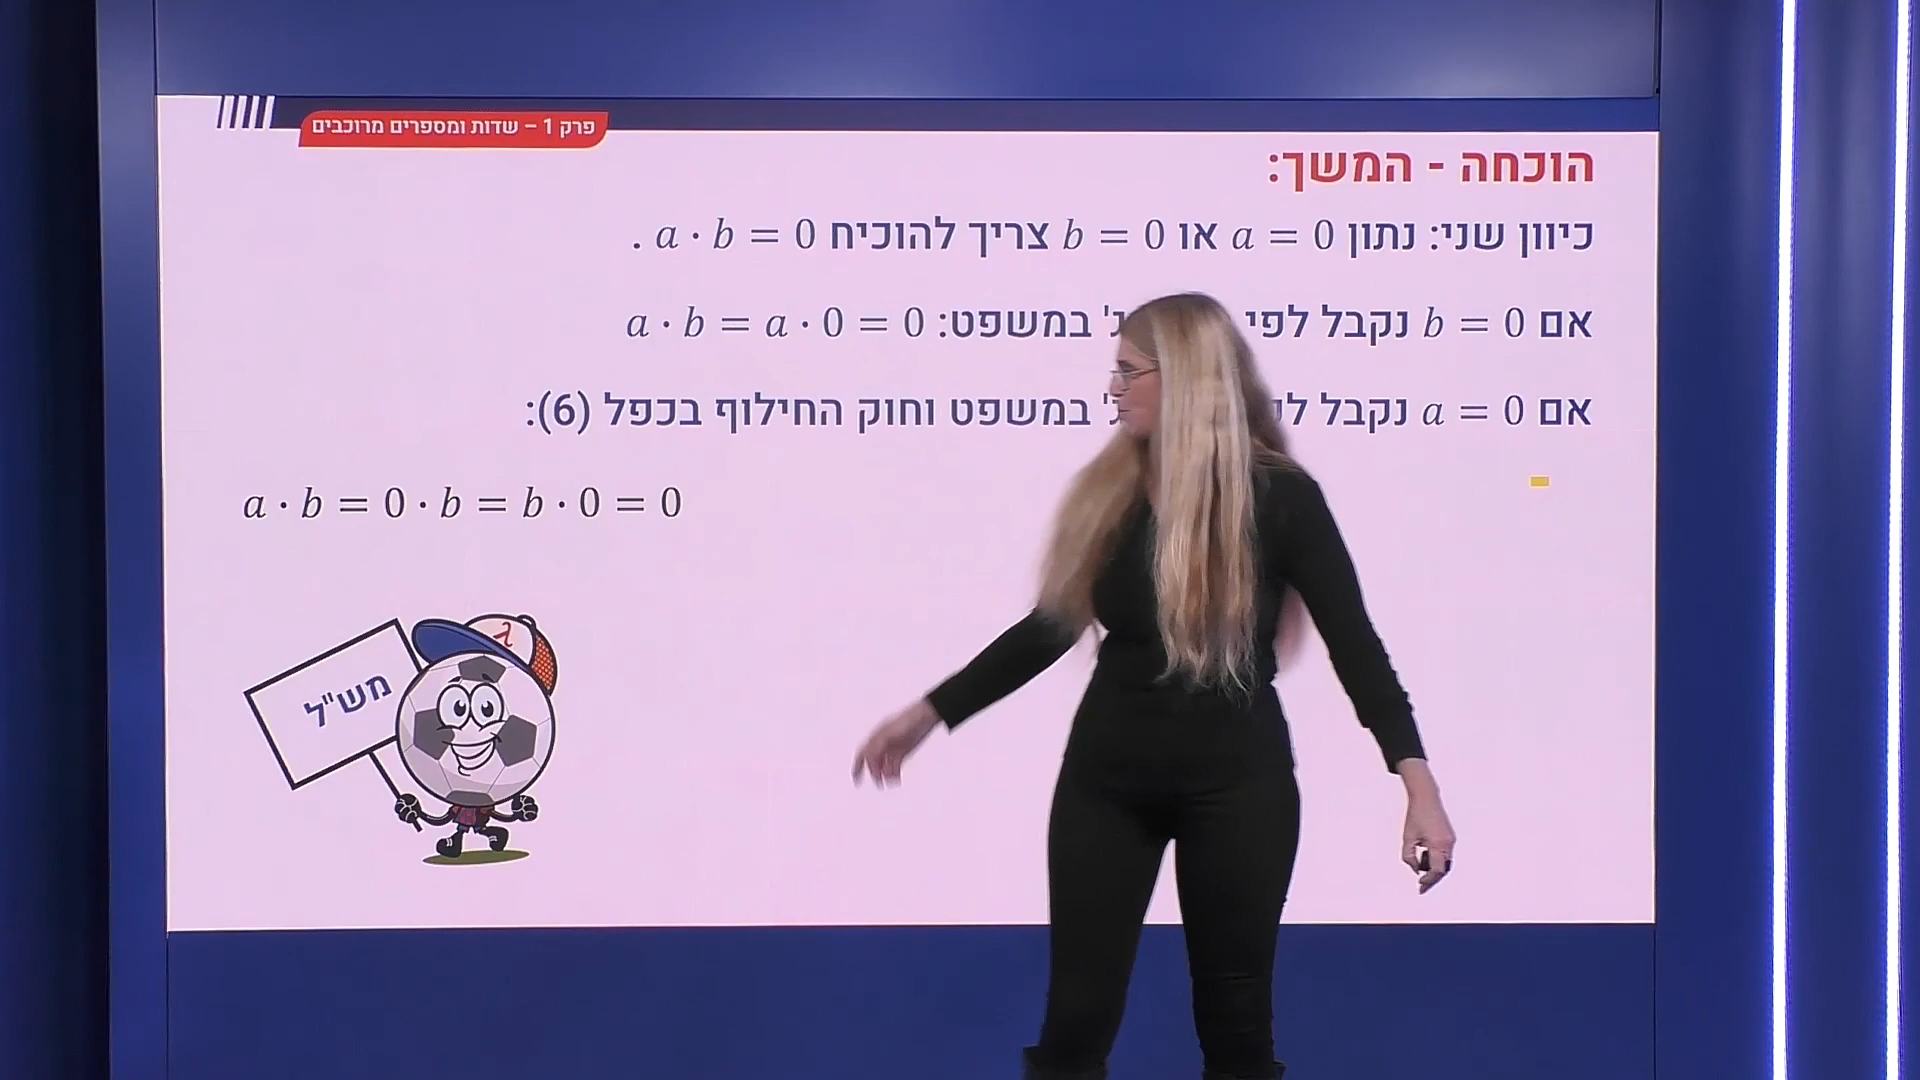 פרק 1 – שדות ומספרים מרוכבים
הוכחה - המשך:
כיוון שני: נתון a = 0 או b = 0 צריך להוכיח a · b = 0 .
אם b = 0 נקבל לפי ג' במשפט: a · b = a · 0 = 0
אם a = 0 נקבל ג' במשפט וחוק החילוף בכפל (6):
a · b = 0 · b = b · 0 = 0
מש"ל